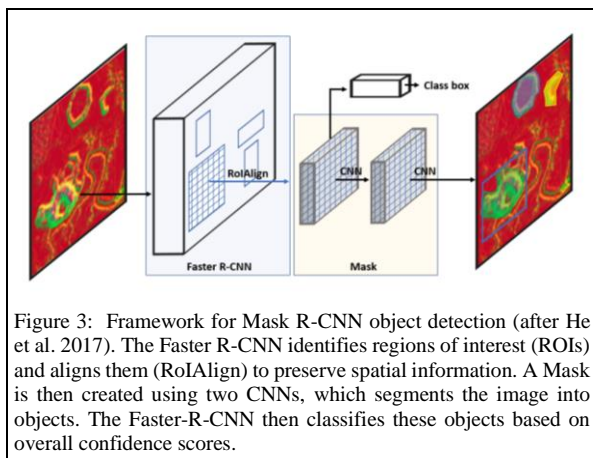 Class box
RoIAlign
CNN
CNN
Faster R-CNN
Mask
Figure 3: Framework for Mask R-CNN object detection (after He
et al. 2017). The Faster R-CNN identifies regions of interest (ROIs)
and aligns them (RoIAlign) to preserve spatial information. A Mask
is then created using two CNNs, which segments the image into
objects. The Faster-R-CNN then classifies these objects based on
overall confidence scores.